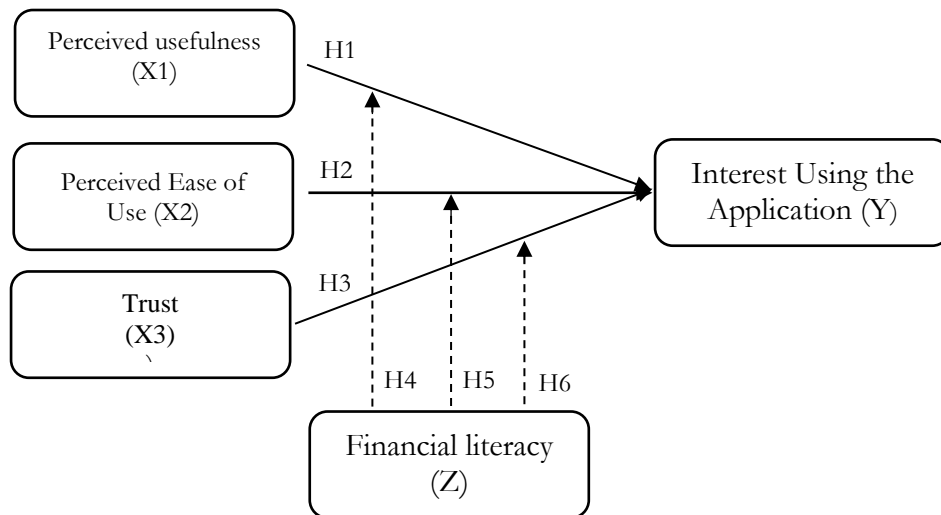 Perceived usefulness
(X1)
H1
Perceived Ease of
Use (X2)
H2
Interest Using the
Application (Y)
Trust
(X3)
)
H3
H4
H5
H6
Financial literacy
(Z)